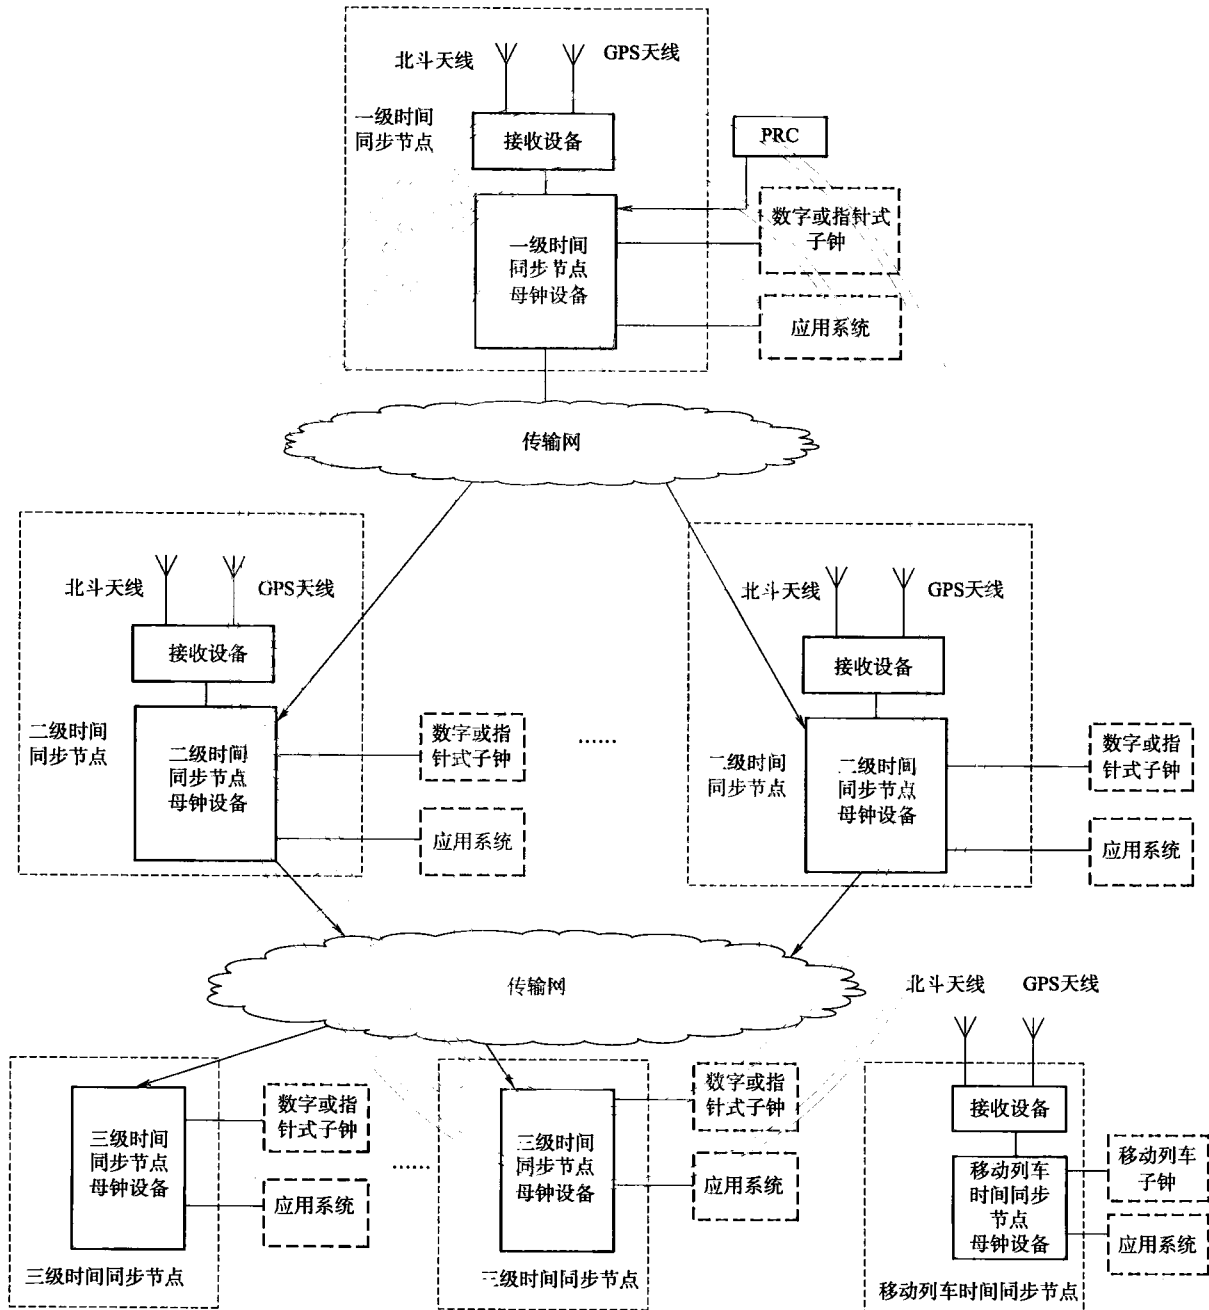 北斗天线
GPS天线
一级时间
同步节点
接收设备
PRC
数字或指针式
子钟
一级时间
同步节点
母钟设备
应用系统
传输网
北斗天线
GPS天线
接收设备
二级时间
同步节点
二级时间
同步节点
母钟设备
数字或指
针式子钟
应用系统
……
北斗天线
GPS天线
接收设备
二级时间
同步节点
二级时间
同步节点
母钟设备
数字或指
针式子钟
应用系统
传输网
三级时间
同步节点
母钟设备
数字或指
针式子钟
应用系统
三级时间同步节点
……
三级时间
同步节点
母钟设备
数字或指
针式子钟
应用系统
三级时间同步节点
北斗天线
GPS天线
接收设备
移动列车
时间同步
节点
母钟设备
移动列车
子钟
应用系统
移动列车时间同步节点